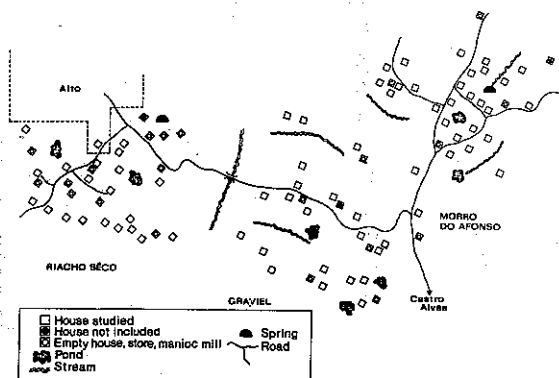 Alto
MORRO
DO AFONSO
RIACHO SÊCO
GRAVIEL
Castro
Alves
House studied
House not included
Empty house, store, manioc mill
Pond
Stream
Spring
Road